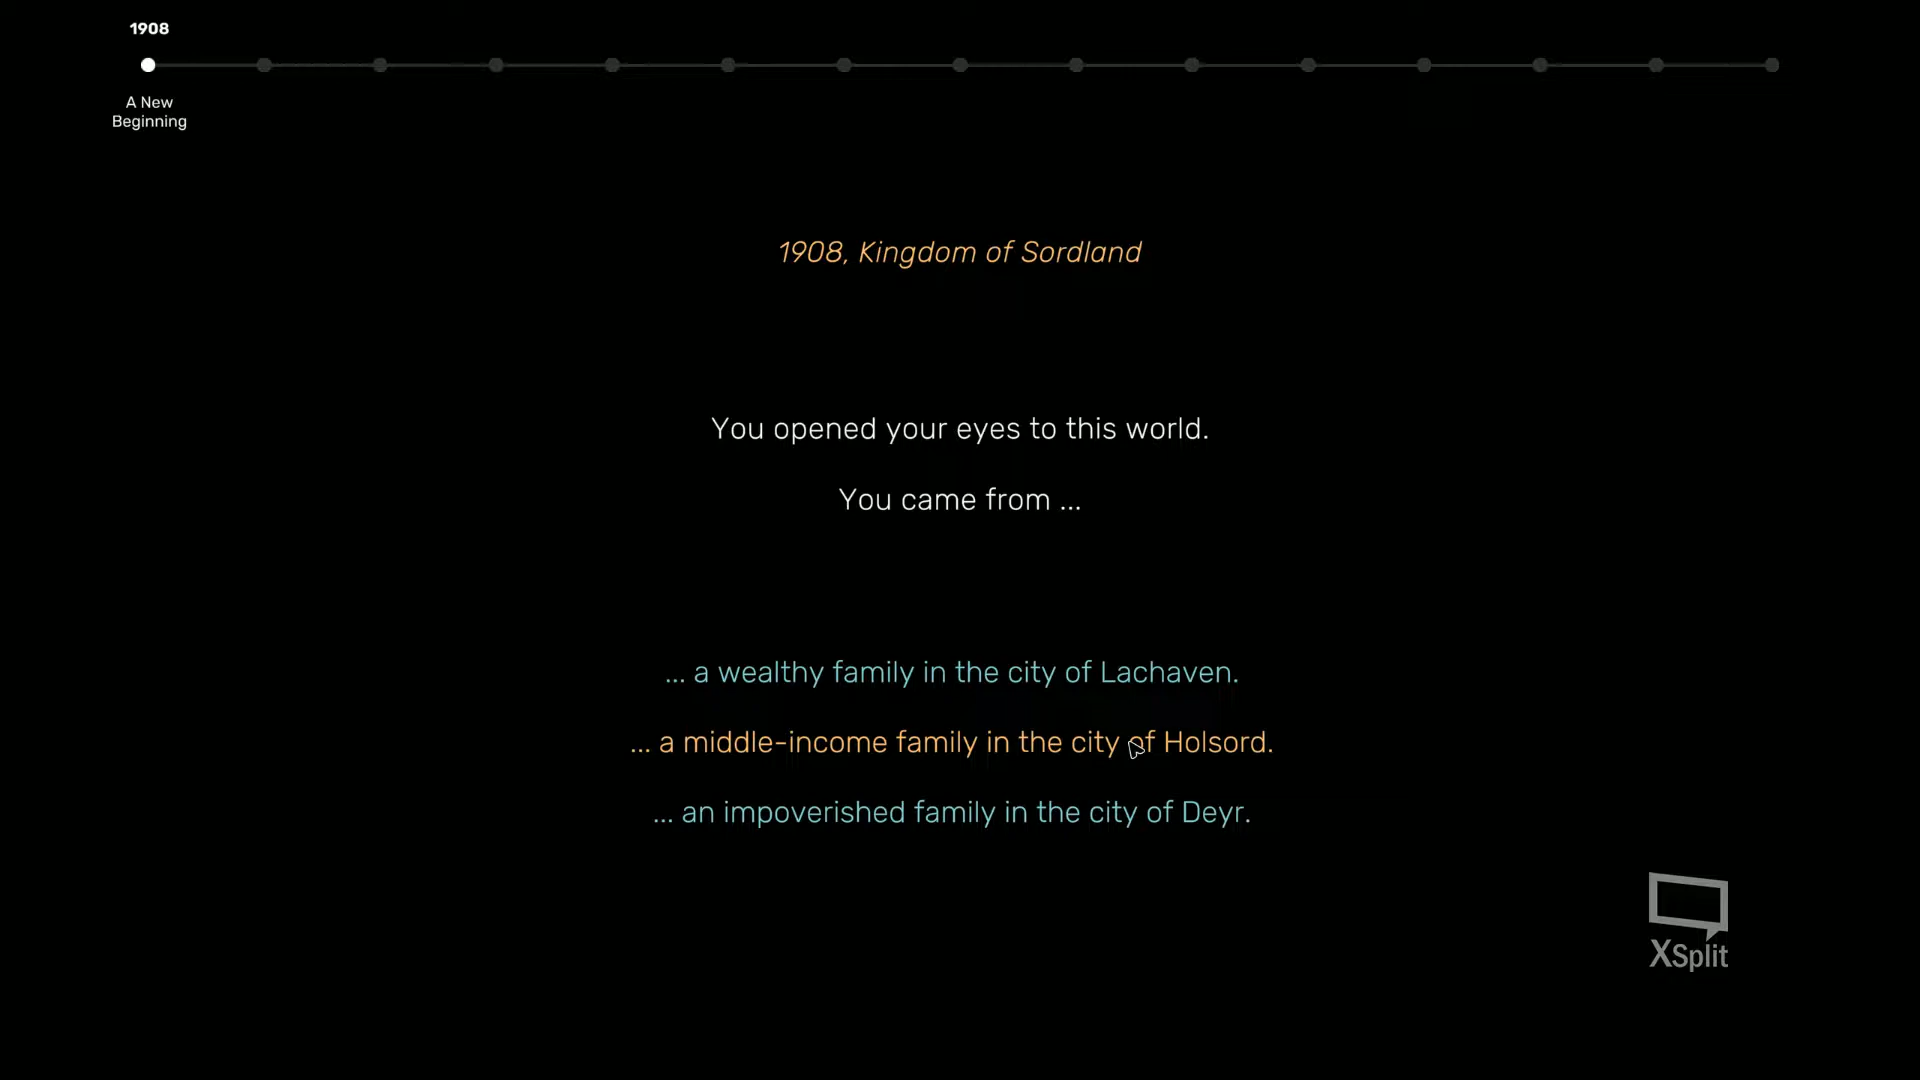 1908
A New
Beginning
1908, Kingdom of Sordland
You opened your eyes to this world.
You came from ...
... a wealthy family in the city of Lachaven.
... a middle-income family in the city of Holsord.
... an impoverished family in the city of Deyr.
XSplit